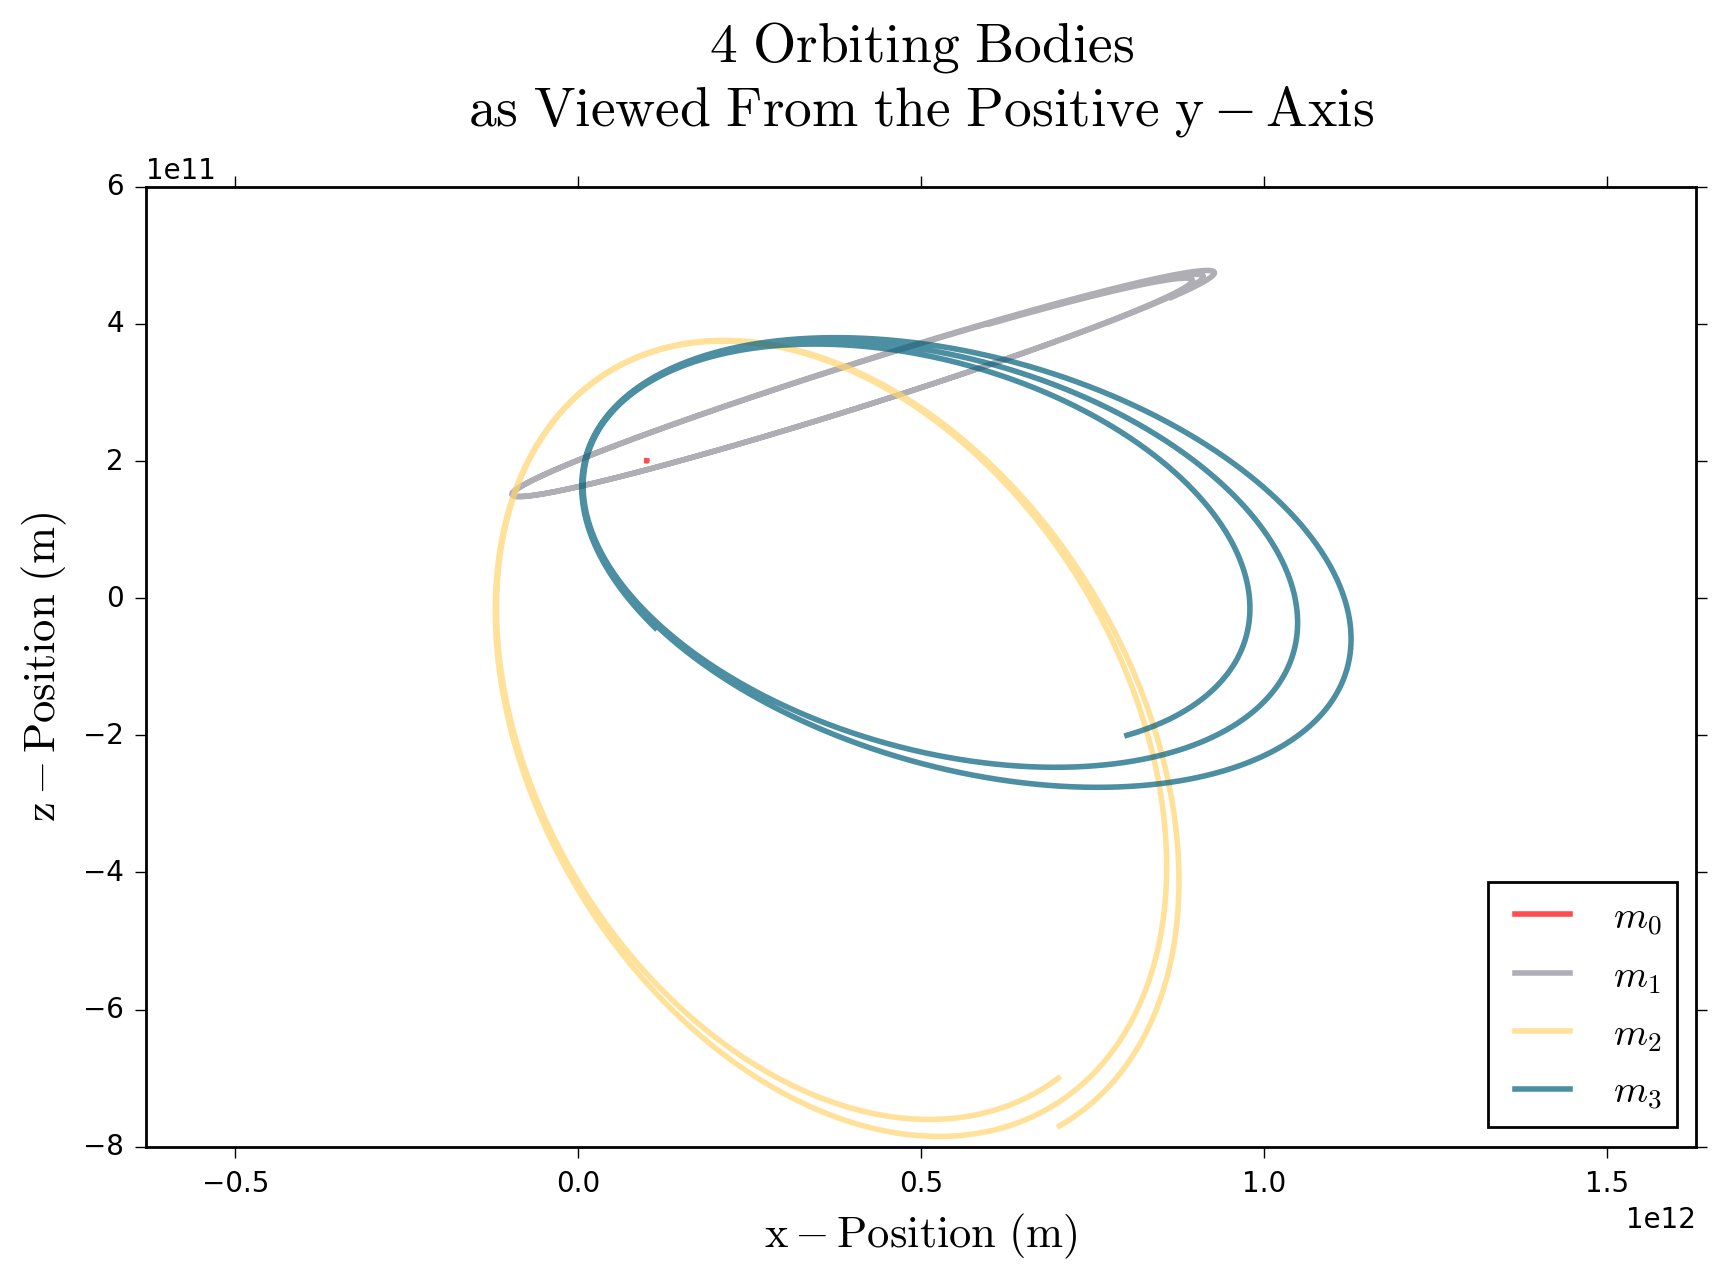 4 Orbiting Bodies
as Viewed From the Positive y − Axis
1e11
6
4
2
0
−2
−4
−6
−8
z − Position (m)
m0
m1
m2
m3
−0.5 0.0 0.5 1.0 1.5
1e12
x − Position (m)